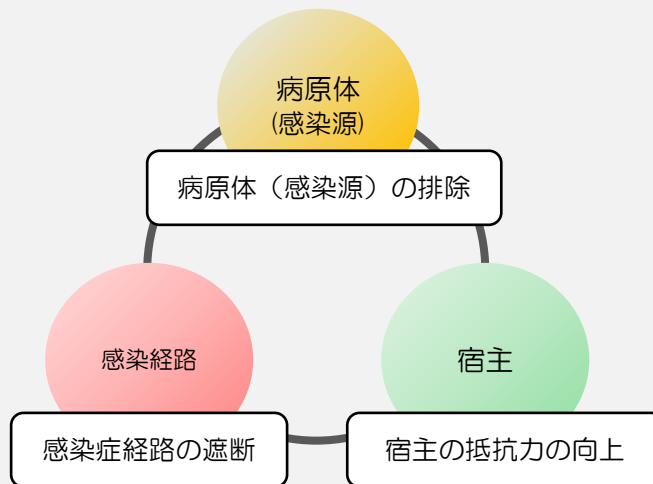 病原体
(感染源)
病原体（感染源）の排除
感染経路
感染症経路の遮断
宿主
宿主の抵抗力の向上